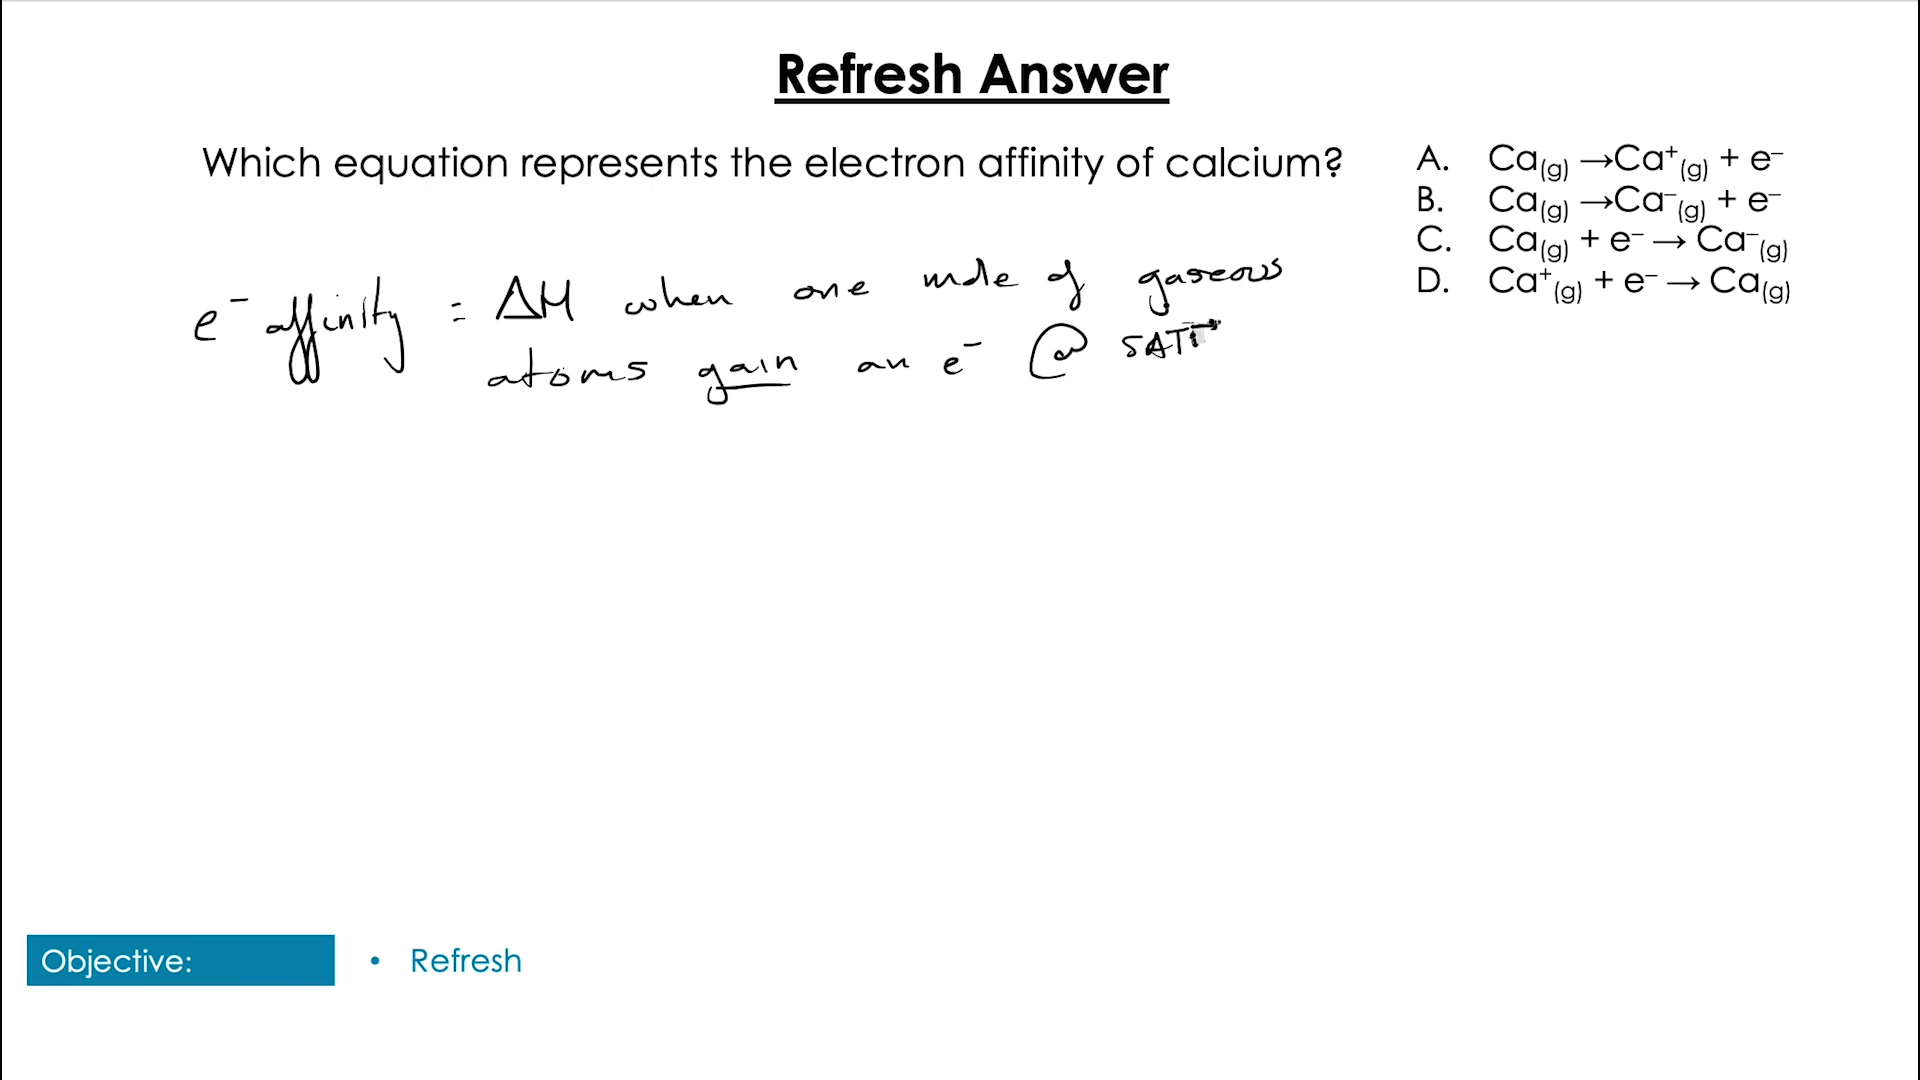 Refresh Answer
Which equation represents the electron affinity of calcium?
A. Ca(g) →Ca⁺(g) + e⁻
B. Ca(g) →Ca⁻(g) + e⁻
C. Ca(g) + e⁻ → Ca⁻(g)
D. Ca⁺(g) + e⁻ → Ca(g)
e⁻ affinity = ΔH when one mole of gaseous
atoms gain an e⁻ @ SATP
Objective:
• Refresh